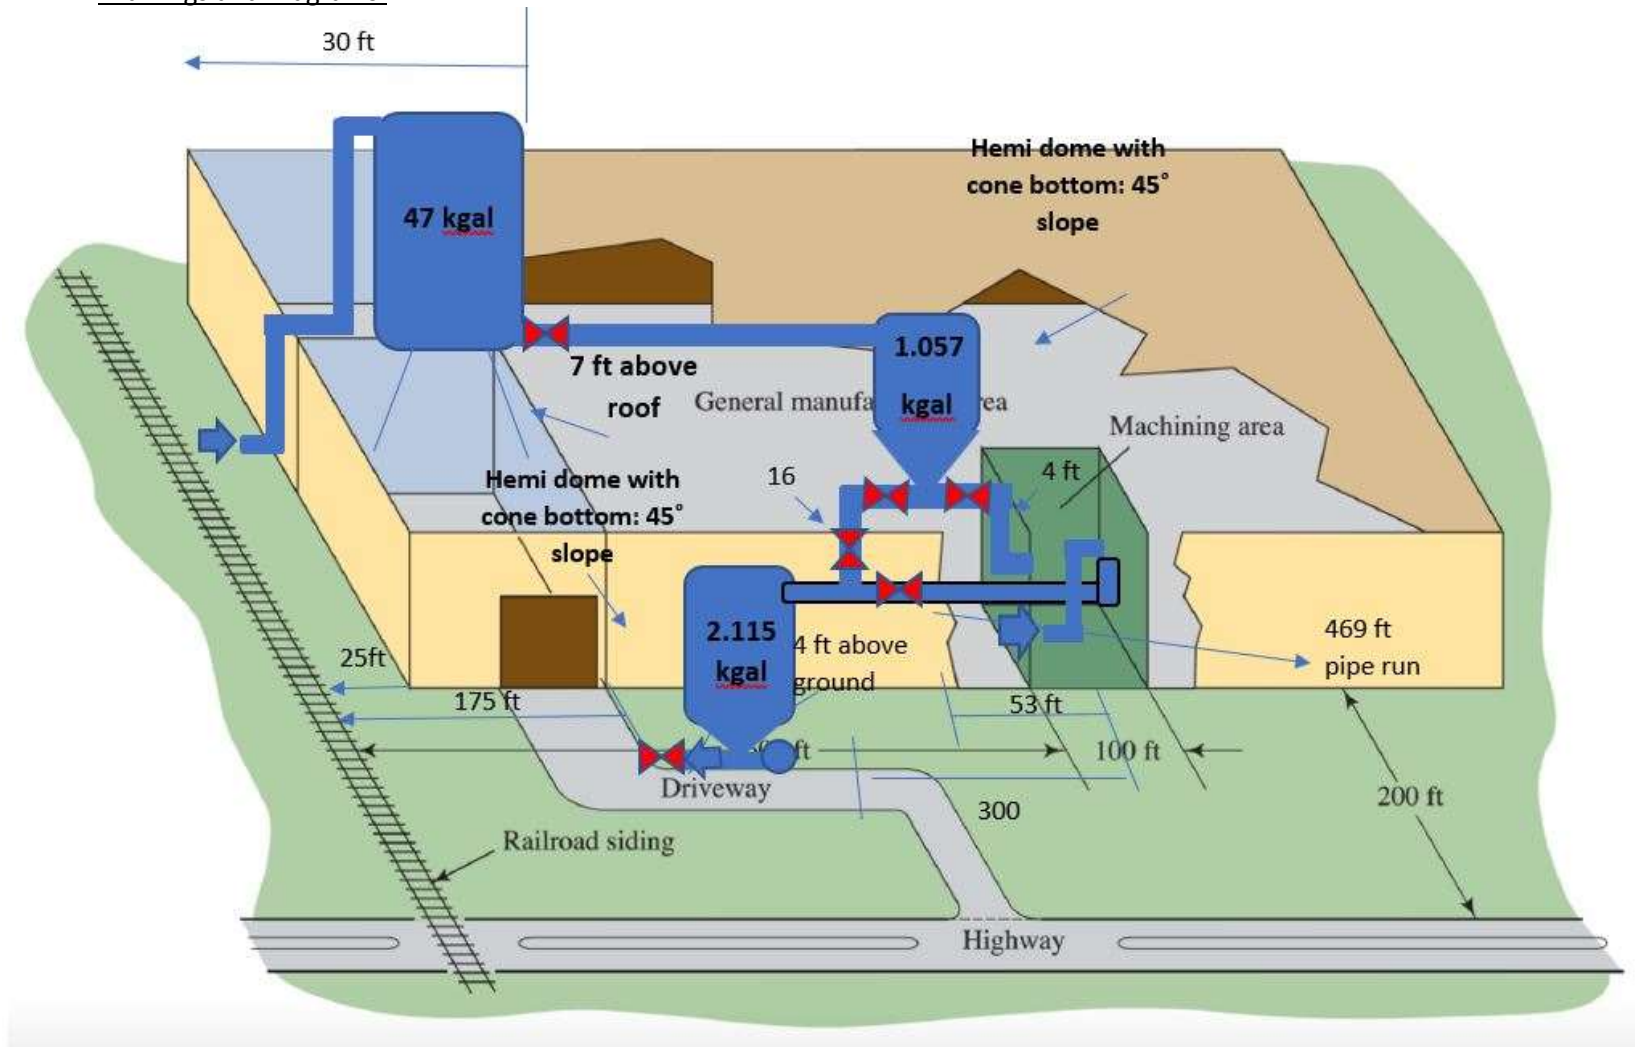 30 ft
Hemi dome with
cone bottom: 45˚
slope
47 kgal
1.057
kgal
7 ft above
roof
General manufa
ea
Machining area
4 ft
16
Hemi dome with
cone bottom: 45˚
slope
2.115
kgal
4 ft above
ground
469 ft
pipe run
25ft
175 ft
53 ft
ft
100 ft
Driveway
300
200 ft
Railroad siding
Highway